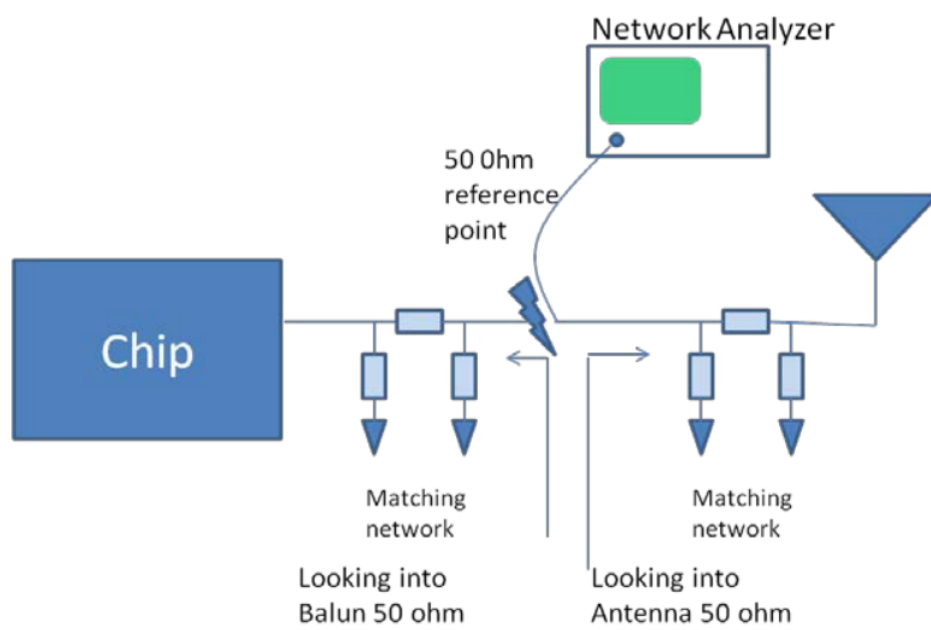 Network Analyzer
50 Ohm
reference
point
Chip
Matching
network
Matching
network
Looking into
Balun 50 ohm
Looking into
Antenna 50 ohm